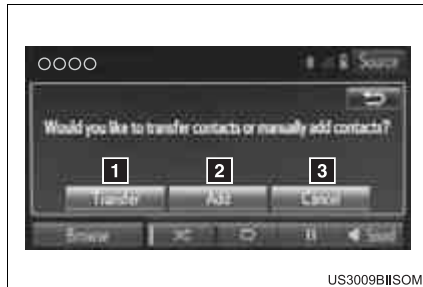 ○○○○ Source
Would you like to transfer contacts or manually add contacts?
1 2 3
Transfer Add Cancel
Browse Sound
US3009BIISOM